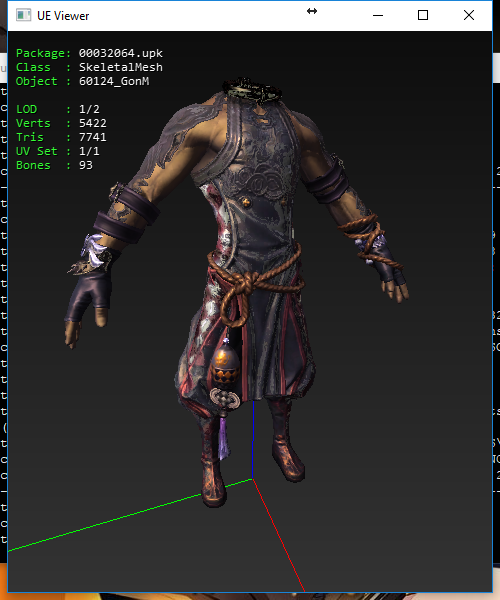 UE Viewer
Package: 00032064.upk
Class : SkeletalMesh
Object : 60124_GonM
LOD : 1/2
Verts : 5422
Tris : 7741
UV Set : 1/1
Bones : 93